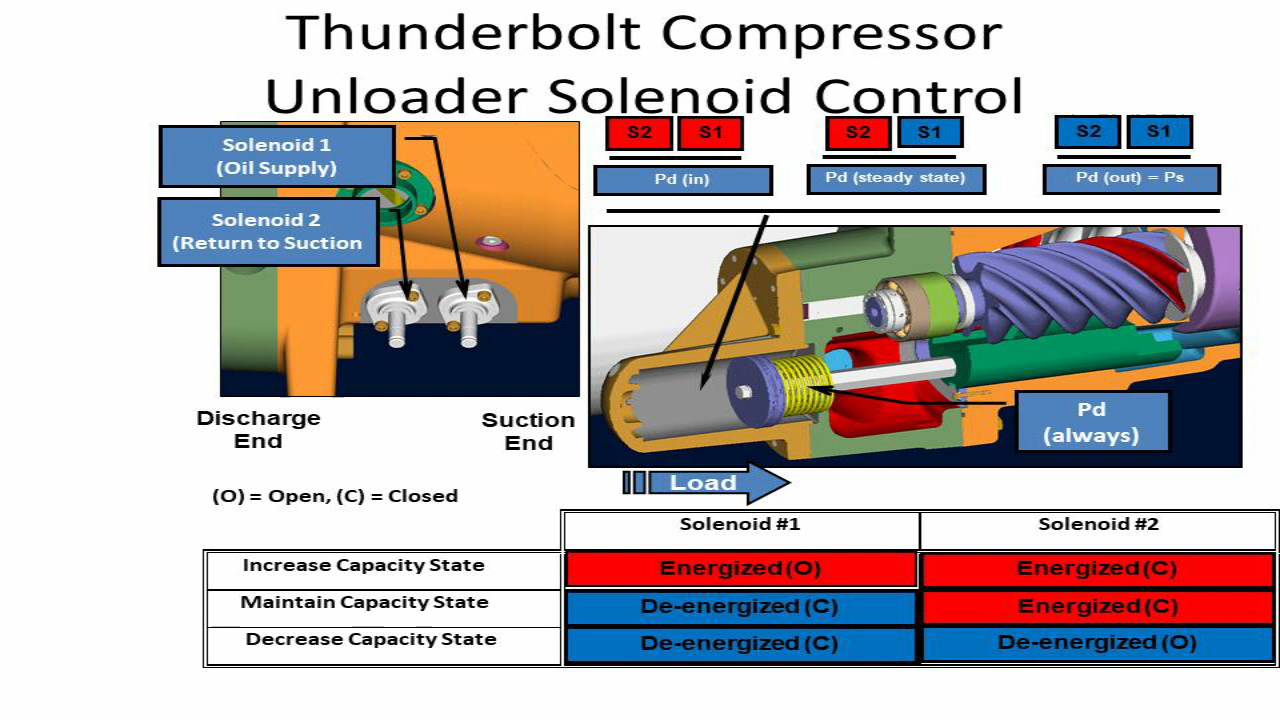 Thunderbolt Compressor
Unloader Solenoid Control
Solenoid 1
(Oil Supply)
Solenoid 2
(Return to Suction
S2 S1
Pd (in)
S2 S1
Pd (steady state)
S2 S1
Pd (out) = Ps
Pd
(always)
Discharge
End
Suction
End
Load
(O) = Open, (C) = Closed
Solenoid #1 Solenoid #2
Increase Capacity State Energized (O) Energized (C)
Maintain Capacity State De-energized (C) Energized (C)
Decrease Capacity State De-energized (C) De-energized (O)